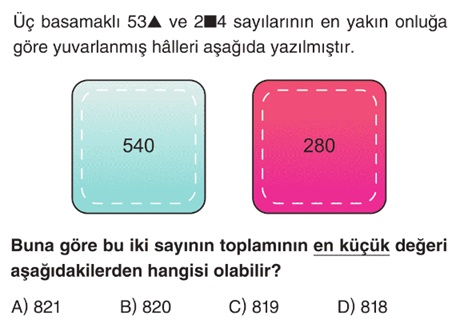 Üç basamaklı 53▲ ve 2■4 sayılarının en yakın onluğa
göre yuvarlanmış hâlleri aşağıda yazılmıştır.
540 280
Buna göre bu iki sayının toplamının en küçük değeri
aşağıdakilerden hangisi olabilir?
A) 821 B) 820 C) 819 D) 818